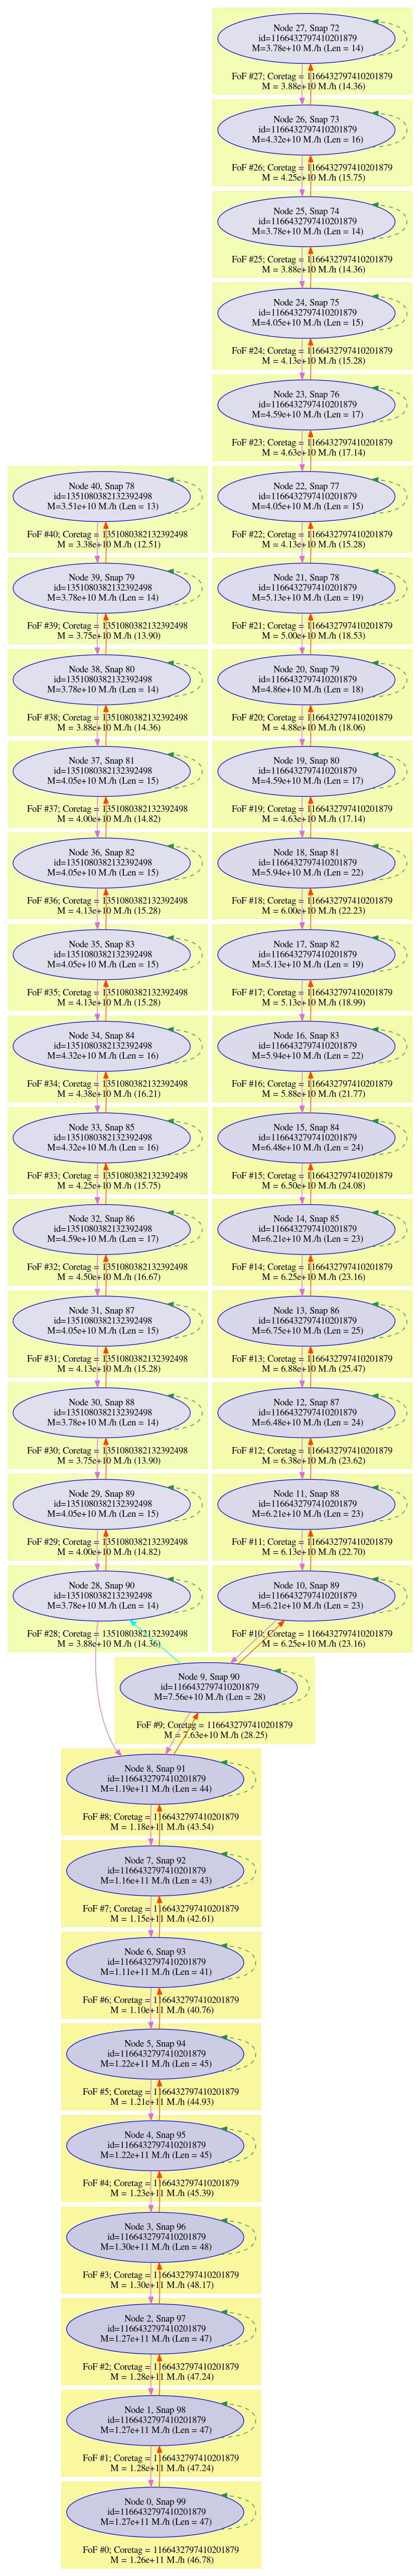 Node 27, Snap 72
id=1166432797410201879
M=3.78e+10 M./h (Len = 14)
FoF #27; Coretag = 1166432797410201879
M = 3.88e+10 M./h (14.36)
Node 26, Snap 73
id=1166432797410201879
M=4.32e+10 M./h (Len = 16)
FoF #26; Coretag = 1166432797410201879
M = 4.25e+10 M./h (15.75)
Node 25, Snap 74
id=1166432797410201879
M=3.78e+10 M./h (Len = 14)
FoF #25; Coretag = 1166432797410201879
M = 3.88e+10 M./h (14.36)
Node 24, Snap 75
id=1166432797410201879
M=4.05e+10 M./h (Len = 15)
FoF #24; Coretag = 1166432797410201879
M = 4.13e+10 M./h (15.28)
Node 23, Snap 76
id=1166432797410201879
M=4.59e+10 M./h (Len = 17)
FoF #23; Coretag = 1166432797410201879
M = 4.63e+10 M./h (17.14)
Node 40, Snap 78
id=1351080382132392498
M=3.51e+10 M./h (Len = 13)
FoF #40; Coretag = 1351080382132392498
M = 3.38e+10 M./h (12.51)
Node 22, Snap 77
id=1166432797410201879
M=4.05e+10 M./h (Len = 15)
FoF #22; Coretag = 1166432797410201879
M = 4.13e+10 M./h (15.28)
Node 39, Snap 79
id=1351080382132392498
M=3.78e+10 M./h (Len = 14)
FoF #39; Coretag = 1351080382132392498
M = 3.75e+10 M./h (13.90)
Node 21, Snap 78
id=1166432797410201879
M=5.13e+10 M./h (Len = 19)
FoF #21; Coretag = 1166432797410201879
M = 5.00e+10 M./h (18.53)
Node 38, Snap 80
id=1351080382132392498
M=3.78e+10 M./h (Len = 14)
FoF #38; Coretag = 1351080382132392498
M = 3.88e+10 M./h (14.36)
Node 20, Snap 79
id=1166432797410201879
M=4.86e+10 M./h (Len = 18)
FoF #20; Coretag = 1166432797410201879
M = 4.88e+10 M./h (18.06)
Node 37, Snap 81
id=1351080382132392498
M=4.05e+10 M./h (Len = 15)
FoF #37; Coretag = 1351080382132392498
M = 4.00e+10 M./h (14.82)
Node 19, Snap 80
id=1166432797410201879
M=4.59e+10 M./h (Len = 17)
FoF #19; Coretag = 1166432797410201879
M = 4.63e+10 M./h (17.14)
Node 36, Snap 82
id=1351080382132392498
M=4.05e+10 M./h (Len = 15)
FoF #36; Coretag = 1351080382132392498
M = 4.13e+10 M./h (15.28)
Node 18, Snap 81
id=1166432797410201879
M=5.94e+10 M./h (Len = 22)
FoF #18; Coretag = 1166432797410201879
M = 6.00e+10 M./h (22.23)
Node 35, Snap 83
id=1351080382132392498
M=4.05e+10 M./h (Len = 15)
FoF #35; Coretag = 1351080382132392498
M = 4.13e+10 M./h (15.28)
Node 17, Snap 82
id=1166432797410201879
M=5.13e+10 M./h (Len = 19)
FoF #17; Coretag = 1166432797410201879
M = 5.13e+10 M./h (18.99)
Node 34, Snap 84
id=1351080382132392498
M=4.32e+10 M./h (Len = 16)
FoF #34; Coretag = 1351080382132392498
M = 4.38e+10 M./h (16.21)
Node 16, Snap 83
id=1166432797410201879
M=5.94e+10 M./h (Len = 22)
FoF #16; Coretag = 1166432797410201879
M = 5.88e+10 M./h (21.77)
Node 33, Snap 85
id=1351080382132392498
M=4.32e+10 M./h (Len = 16)
FoF #33; Coretag = 1351080382132392498
M = 4.25e+10 M./h (15.75)
Node 15, Snap 84
id=1166432797410201879
M=6.48e+10 M./h (Len = 24)
FoF #15; Coretag = 1166432797410201879
M = 6.50e+10 M./h (24.08)
Node 32, Snap 86
id=1351080382132392498
M=4.59e+10 M./h (Len = 17)
FoF #32; Coretag = 1351080382132392498
M = 4.50e+10 M./h (16.67)
Node 14, Snap 85
id=1166432797410201879
M=6.21e+10 M./h (Len = 23)
FoF #14; Coretag = 1166432797410201879
M = 6.25e+10 M./h (23.16)
Node 31, Snap 87
id=1351080382132392498
M=4.05e+10 M./h (Len = 15)
FoF #31; Coretag = 1351080382132392498
M = 4.13e+10 M./h (15.28)
Node 13, Snap 86
id=1166432797410201879
M=6.75e+10 M./h (Len = 25)
FoF #13; Coretag = 1166432797410201879
M = 6.88e+10 M./h (25.47)
Node 30, Snap 88
id=1351080382132392498
M=3.78e+10 M./h (Len = 14)
FoF #30; Coretag = 1351080382132392498
M = 3.75e+10 M./h (13.90)
Node 12, Snap 87
id=1166432797410201879
M=6.48e+10 M./h (Len = 24)
FoF #12; Coretag = 1166432797410201879
M = 6.38e+10 M./h (23.62)
Node 29, Snap 89
id=1351080382132392498
M=4.05e+10 M./h (Len = 15)
FoF #29; Coretag = 1351080382132392498
M = 4.00e+10 M./h (14.82)
Node 11, Snap 88
id=1166432797410201879
M=6.21e+10 M./h (Len = 23)
FoF #11; Coretag = 1166432797410201879
M = 6.13e+10 M./h (22.70)
Node 28, Snap 90
id=1351080382132392498
M=3.78e+10 M./h (Len = 14)
FoF #28; Coretag = 1351080382132392498
M = 3.88e+10 M./h (14.36)
Node 10, Snap 89
id=1166432797410201879
M=6.21e+10 M./h (Len = 23)
FoF #10; Coretag = 1166432797410201879
M = 6.25e+10 M./h (23.16)
Node 9, Snap 90
id=1166432797410201879
M=7.56e+10 M./h (Len = 28)
FoF #9; Coretag = 1166432797410201879
M = 7.63e+10 M./h (28.25)
Node 8, Snap 91
id=1166432797410201879
M=1.19e+11 M./h (Len = 44)
FoF #8; Coretag = 1166432797410201879
M = 1.18e+11 M./h (43.54)
Node 7, Snap 92
id=1166432797410201879
M=1.16e+11 M./h (Len = 43)
FoF #7; Coretag = 1166432797410201879
M = 1.15e+11 M./h (42.61)
Node 6, Snap 93
id=1166432797410201879
M=1.11e+11 M./h (Len = 41)
FoF #6; Coretag = 1166432797410201879
M = 1.10e+11 M./h (40.76)
Node 5, Snap 94
id=1166432797410201879
M=1.22e+11 M./h (Len = 45)
FoF #5; Coretag = 1166432797410201879
M = 1.21e+11 M./h (44.93)
Node 4, Snap 95
id=1166432797410201879
M=1.22e+11 M./h (Len = 45)
FoF #4; Coretag = 1166432797410201879
M = 1.23e+11 M./h (45.39)
Node 3, Snap 96
id=1166432797410201879
M=1.30e+11 M./h (Len = 48)
FoF #3; Coretag = 1166432797410201879
M = 1.30e+11 M./h (48.17)
Node 2, Snap 97
id=1166432797410201879
M=1.27e+11 M./h (Len = 47)
FoF #2; Coretag = 1166432797410201879
M = 1.28e+11 M./h (47.24)
Node 1, Snap 98
id=1166432797410201879
M=1.27e+11 M./h (Len = 47)
FoF #1; Coretag = 1166432797410201879
M = 1.28e+11 M./h (47.24)
Node 0, Snap 99
id=1166432797410201879
M=1.27e+11 M./h (Len = 47)
FoF #0; Coretag = 1166432797410201879
M = 1.26e+11 M./h (46.78)